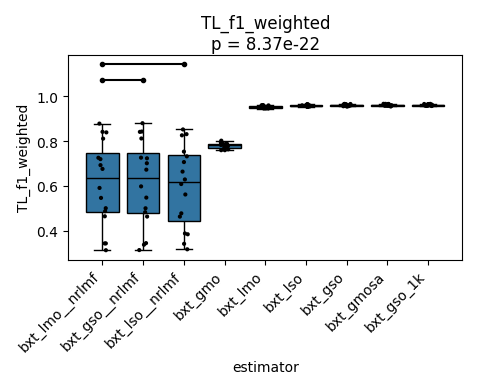 TL_f1_weighted
p = 8.37e-22
TL_f1_weighted
1.0
0.8
0.6
0.4
bxt_lmo__nrlmf
bxt_gso__nrlmf
bxt_lso__nrlmf
bxt_gmo
bxt_lmo
bxt_lso
bxt_gso
bxt_gmosa
bxt_gso_1k
estimator